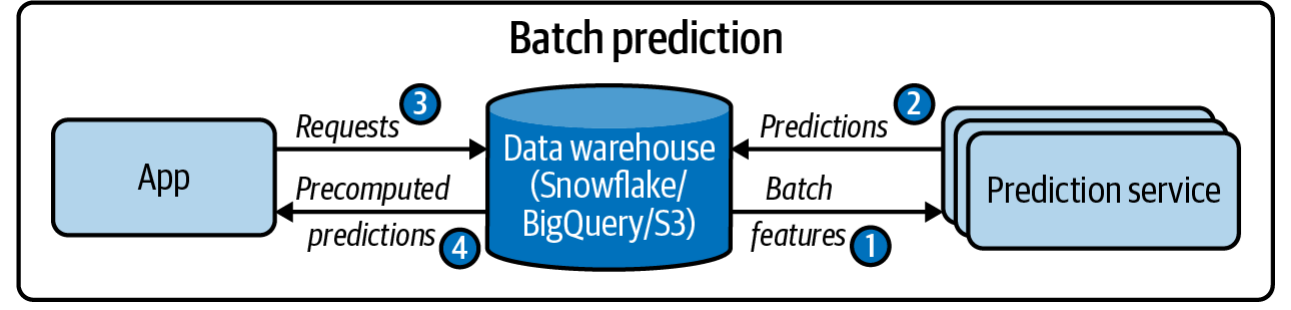 Batch prediction
App
Requests
3
Precomputed
predictions
4
Data warehouse
(Snowflake/
BigQuery/S3)
Predictions
2
Batch
features
1
Prediction service